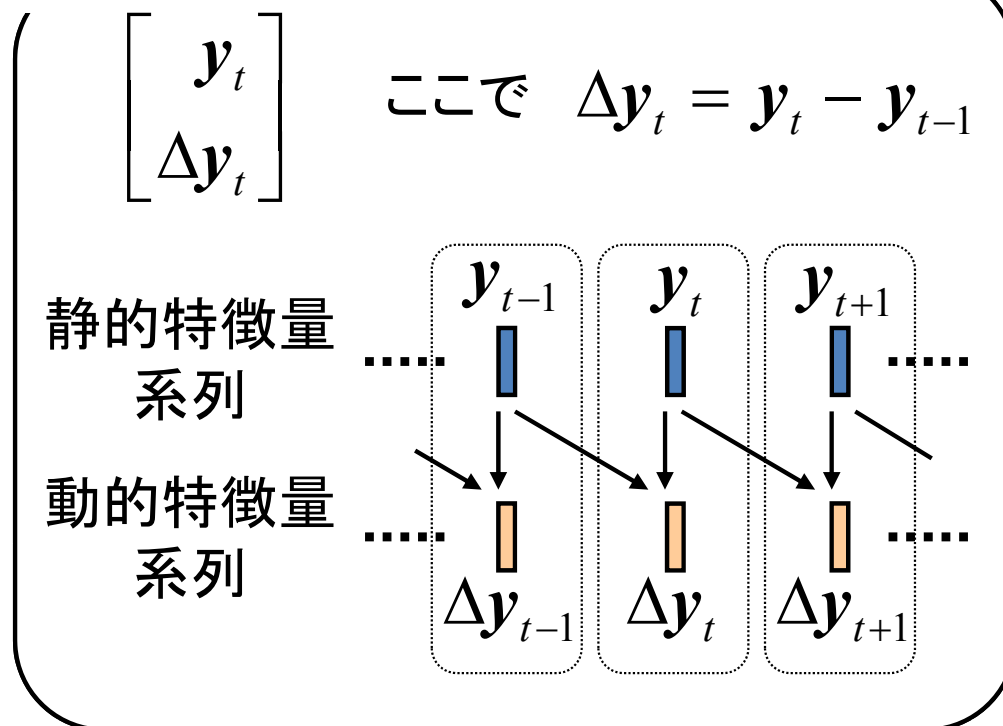 [y_t
Δy_t] ここで Δy_t = y_t − y_{t−1}
y_{t−1} y_t y_{t+1}
静的特徴量
系列
動的特徴量
系列
Δy_{t−1} Δy_t Δy_{t+1}